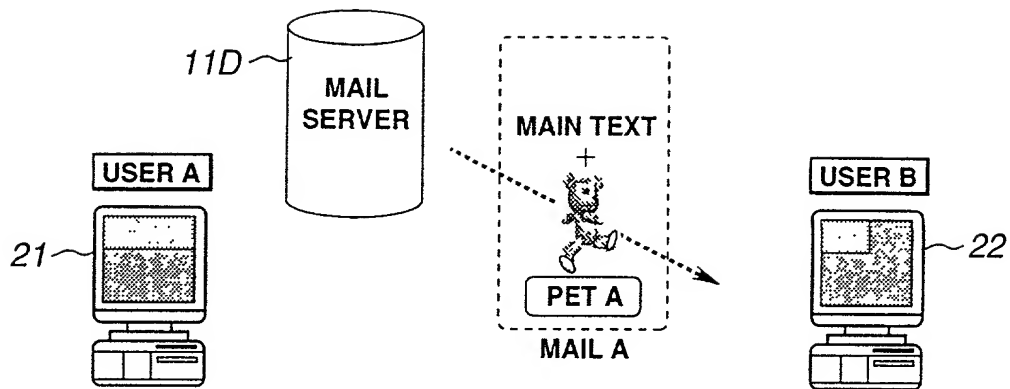 11D
MAIL
SERVER
MAIN TEXT
+
USER A
USER B
21
22
PET A
MAIL A